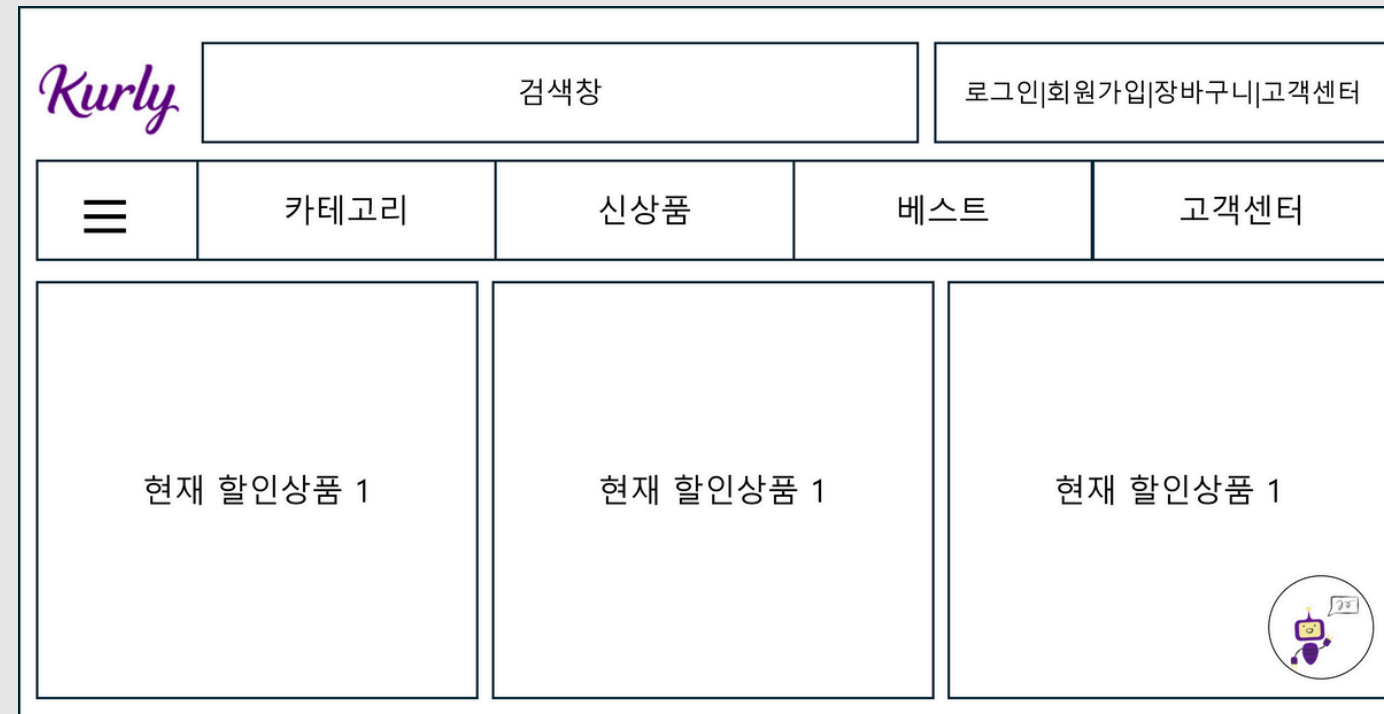 Kurly
검색창
로그인|회원가입|장바구니|고객센터
카테고리
신상품
베스트
고객센터
현재 할인상품 1
현재 할인상품 1
현재 할인상품 1